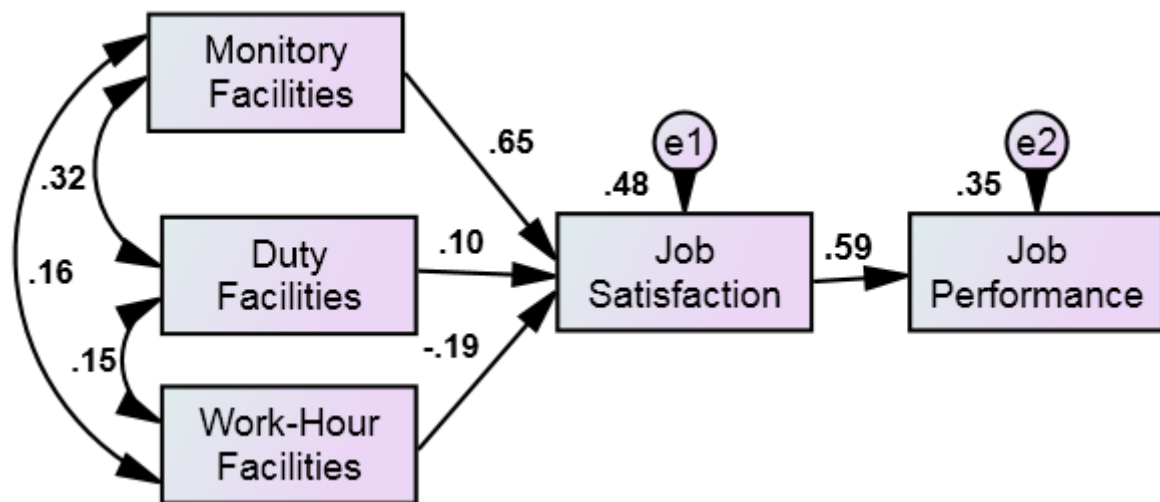 Monitory
Facilities
.65
e1
e2
.32
.48
.35
Duty
Facilities
.10
Job
Satisfaction
.59
Job
Performance
.16
.15
-.19
Work-Hour
Facilities